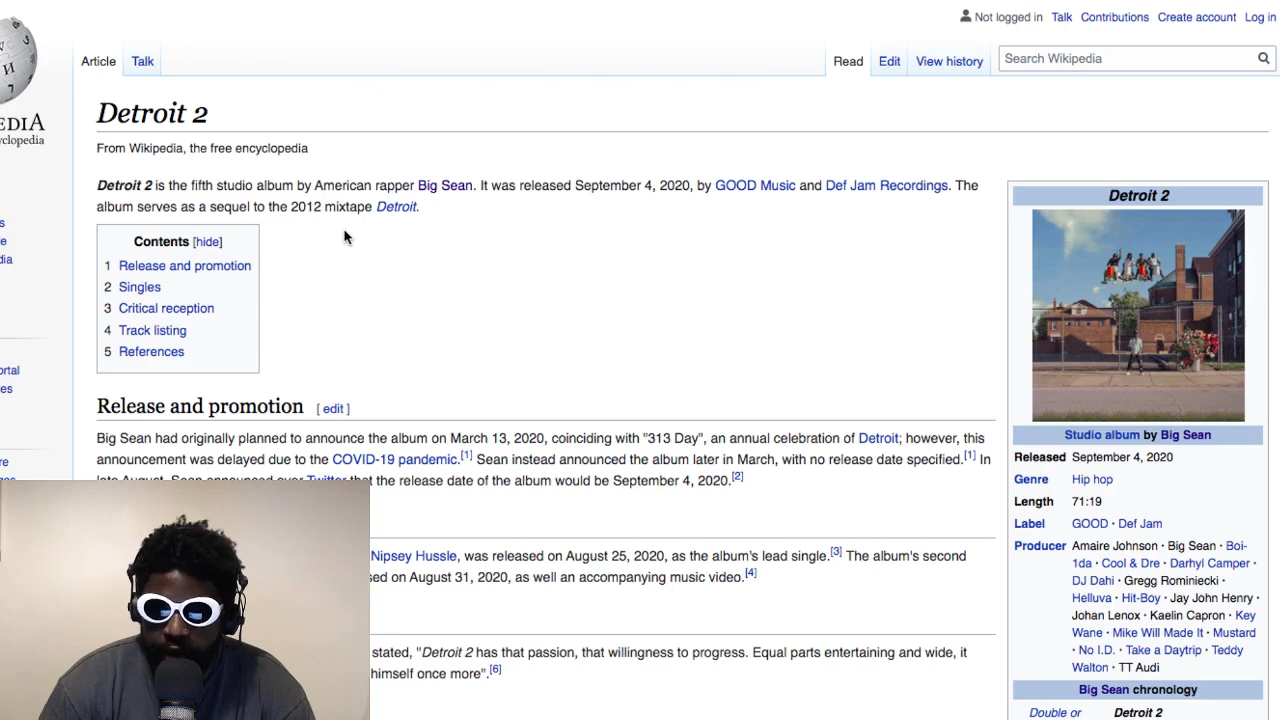 Not logged in Talk Contributions Create account Log in
Article Talk Read Edit View history Search Wikipedia
Detroit 2
From Wikipedia, the free encyclopedia
Detroit 2 is the fifth studio album by American rapper Big Sean. It was released September 4, 2020, by GOOD Music and Def Jam Recordings. The
album serves as a sequel to the 2012 mixtape Detroit.
Contents [hide]
1 Release and promotion
2 Singles
3 Critical reception
4 Track listing
5 References
Release and promotion [ edit ]
Big Sean had originally planned to announce the album on March 13, 2020, coinciding with "313 Day", an annual celebration of Detroit; however, this
announcement was delayed due to the COVID-19 pandemic.[1] Sean instead announced the album later in March, with no release date specified.[1] In
late August, Sean announced over Twitter that the release date of the album would be September 4, 2020.[2]
Nipsey Hussle, was released on August 25, 2020, as the album's lead single.[3] The album's second
sed on August 31, 2020, as well an accompanying music video.[4]
stated, "Detroit 2 has that passion, that willingness to progress. Equal parts entertaining and wide, it
himself once more".[6]
Detroit 2
Studio album by Big Sean
Released September 4, 2020
Genre Hip hop
Length 71:19
Label GOOD · Def Jam
Producer Amaire Johnson · Big Sean · Boi-
1da · Cool & Dre · Darhyl Camper ·
DJ Dahi · Gregg Rominiecki ·
Helluva · Hit-Boy · Jay John Henry ·
Johan Lenox · Kaelin Capron · Key
Wane · Mike Will Made It · Mustard
· No I.D. · Take a Daytrip · Teddy
Walton · TT Audi
Big Sean chronology
Double or Detroit 2
EDIA
cyclopedia